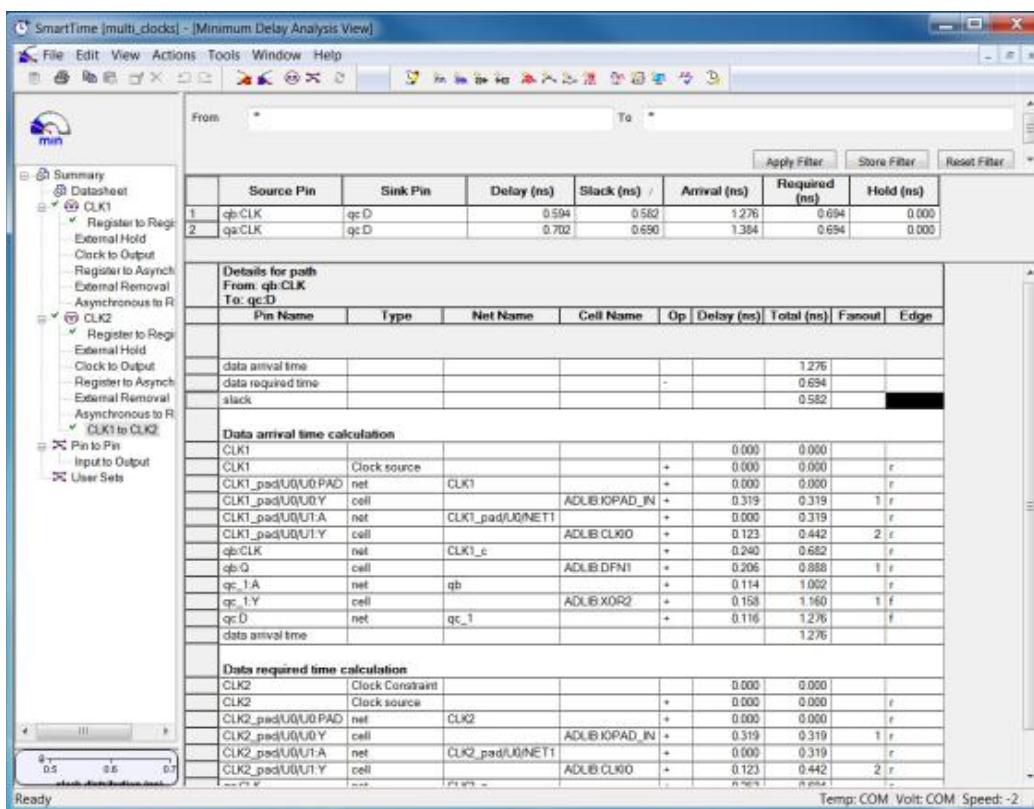 SmartTime [multi_clocks] - [Minimum Delay Analysis View]
File Edit View Actions Tools Window Help
min
From * To *
Apply Filter Store Filter Reset Filter
Summary
Datasheet
CLK1
Register to Regi
External Hold
Clock to Output
Register to Asynch
External Removal
Asynchronous to R
CLK2
Register to Regi
External Hold
Clock to Output
Register to Asynch
External Removal
Asynchronous to R
CLK1 to CLK2
Pin to Pin
Input to Output
User Sets
0.5 0.6 0.7
Source Pin Sink Pin Delay (ns) Slack (ns) / Arrival (ns) Required (ns) Hold (ns)
1 qb:CLK qc:D 0.594 0.582 1.276 0.694 0.000
2 qa:CLK qc:D 0.702 0.690 1.384 0.694 0.000
Details for path
From: qb:CLK
To: qc:D
Pin Name Type Net Name Cell Name Op Delay (ns) Total (ns) Fanout Edge
data arrival time 1.276
data required time - 0.694
slack 0.582
Data arrival time calculation
CLK1 0.000 0.000
CLK1 Clock source + 0.000 0.000 r
CLK1_pad/U0/U0:PAD net CLK1 + 0.000 0.000 r
CLK1_pad/U0/U0:Y cell ADLIB:IOPAD_IN + 0.319 0.319 1 r
CLK1_pad/U0/U1:A net CLK1_pad/U0/NET1 + 0.000 0.319 r
CLK1_pad/U0/U1:Y cell ADLIB:CLKIO + 0.123 0.442 2 r
qb:CLK net CLK1_c + 0.240 0.682 r
qb:Q cell ADLIB:DFN1 + 0.206 0.888 1 r
qc_1:A net qb + 0.114 1.002 r
qc_1:Y cell ADLIB:XOR2 + 0.158 1.160 1 f
qc:D net qc_1 + 0.116 1.276 f
data arrival time 1.276
Data required time calculation
CLK2 Clock Constraint 0.000 0.000
CLK2 Clock source + 0.000 0.000 r
CLK2_pad/U0/U0:PAD net CLK2 + 0.000 0.000 r
CLK2_pad/U0/U0:Y cell ADLIB:IOPAD_IN + 0.319 0.319 1 r
CLK2_pad/U0/U1:A net CLK2_pad/U0/NET1 + 0.000 0.319 r
CLK2_pad/U0/U1:Y cell ADLIB:CLKIO + 0.123 0.442 2 r
Ready Temp: COM Volt: COM Speed: -2